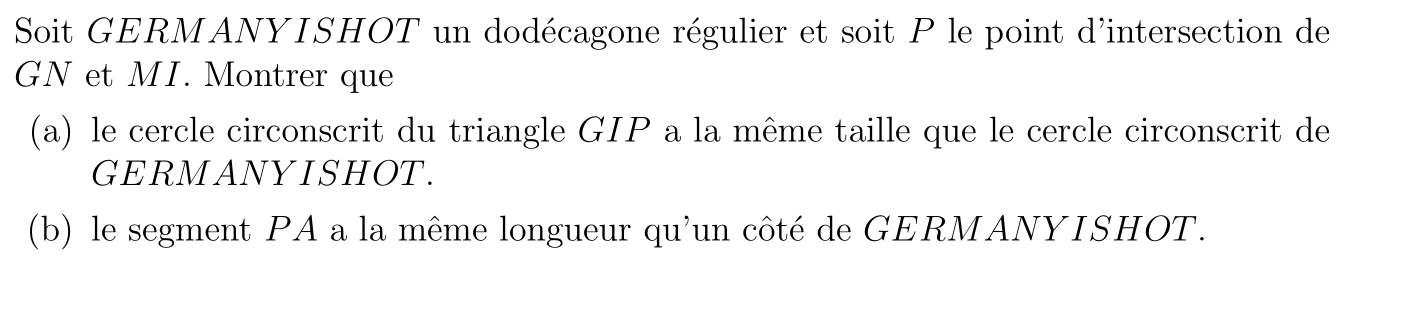 Soit GERMANYISHOT un dodécagone régulier et soit P le point d'intersection de
GN et MI. Montrer que
(a) le cercle circonscrit du triangle GIP a la même taille que le cercle circonscrit de
GERMANYISHOT.
(b) le segment PA a la même longueur qu'un côté de GERMANYISHOT.